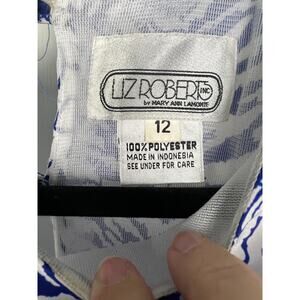 LIZ ROBERTS INC
by MARY ANN LAMONTE
12
100% POLYESTER
MADE IN INDONESIA
SEE UNDER FOR CARE